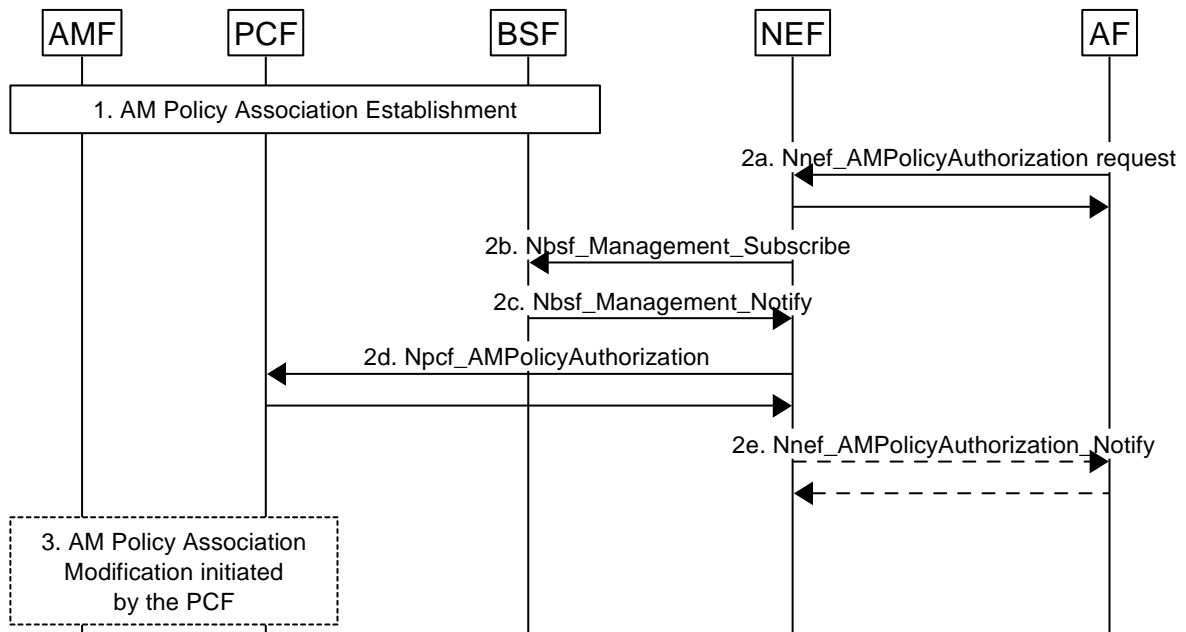 AMF
PCF
BSF
NEF
AF
1. AM Policy Association Establishment
2a. Nnef_AMPolicyAuthorization request
2b. Nbsf_Management_Subscribe
2c. Nbsf_Management_Notify
2d. Npcf_AMPolicyAuthorization
2e. Nnef_AMPolicyAuthorization_Notify
3. AM Policy Association
Modification initiated
by the PCF